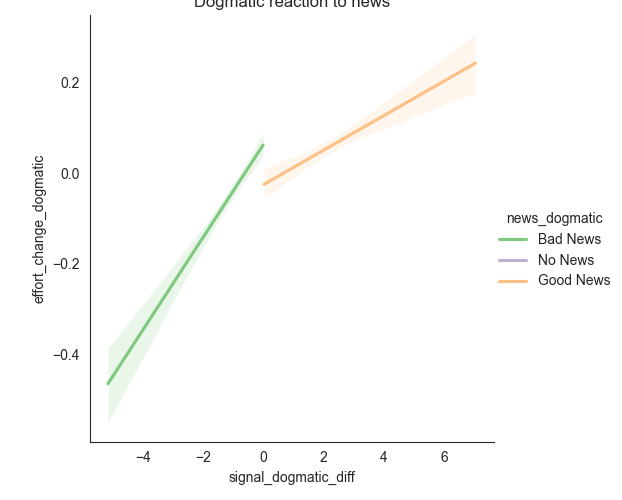 Dogmatic reaction to news
0.2
0.0
−0.2
−0.4
effort_change_dogmatic
−4
−2
0
2
4
6
signal_dogmatic_diff
news_dogmatic
Bad News
No News
Good News